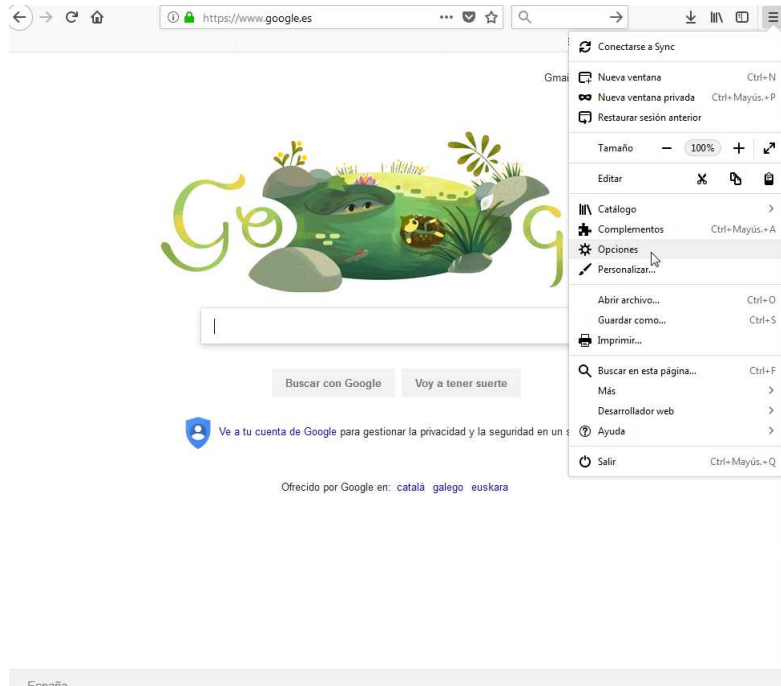 https://www.google.es
Conectarse a Sync
Gmai
Nueva ventana Ctrl+N
Nueva ventana privada Ctrl+Mayús.+P
Restaurar sesión anterior
Tamaño 100%
Editar
Catálogo
Complementos Ctrl+Mayús.+A
Opciones
Personalizar...
Abrir archivo... Ctrl+O
Guardar como... Ctrl+S
Imprimir...
Buscar en esta página... Ctrl+F
Más
Desarrollador web
Ayuda
Salir Ctrl+Mayús.+Q
Goog
Buscar con Google Voy a tener suerte
Ve a tu cuenta de Google para gestionar la privacidad y la seguridad en un s
Ofrecido por Google en: català galego euskara
España